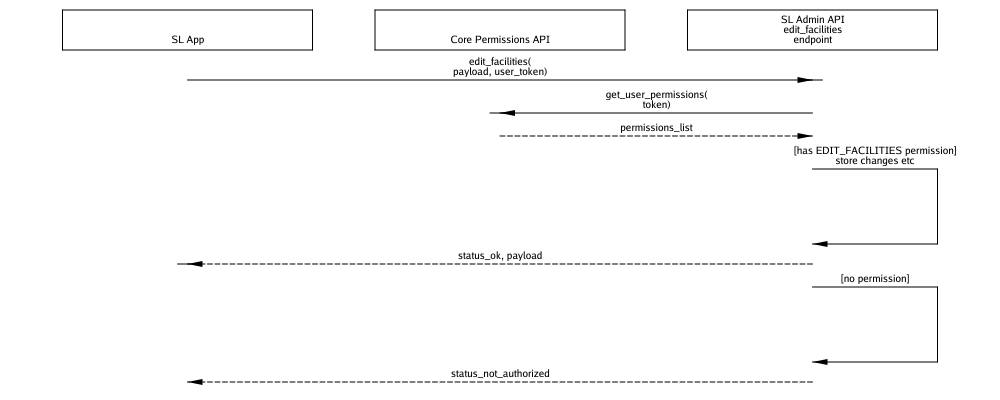 SL App
Core Permissions API
SL Admin API
edit_facilities
endpoint
edit_facilities(
payload, user_token)
get_user_permissions(
token)
permissions_list
[has EDIT_FACILITIES permission]
store changes etc
status_ok, payload
[no permission]
status_not_authorized